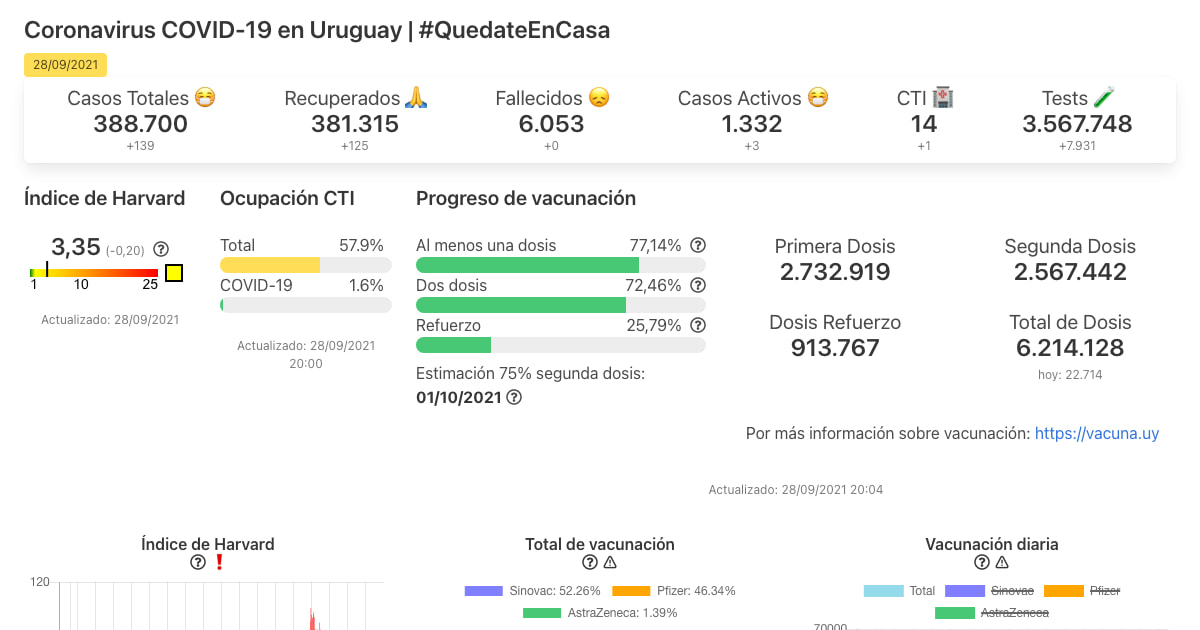 Coronavirus COVID-19 en Uruguay | #QuedateEnCasa
28/09/2021
Casos Totales 😷 Recuperados 🙏 Fallecidos 😞 Casos Activos 😷 CTI 🏥 Tests 🧪
388.700 381.315 6.053 1.332 14 3.567.748
+139 +125 +0 +3 +1 +7.931
Índice de Harvard
3,35 (-0,20) ?
1 10 25
Actualizado: 28/09/2021
Ocupación CTI
Total 57.9%
COVID-19 1.6%
Actualizado: 28/09/2021
20:00
Progreso de vacunación
Al menos una dosis 77,14% ?
Dos dosis 72,46% ?
Refuerzo 25,79% ?
Estimación 75% segunda dosis:
01/10/2021 ?
Primera Dosis Segunda Dosis
2.732.919 2.567.442
Dosis Refuerzo Total de Dosis
913.767 6.214.128
hoy: 22.714
Por más información sobre vacunación: https://vacuna.uy
Actualizado: 28/09/2021 20:04
Índice de Harvard
? ❗
120
Total de vacunación
? ⚠
Sinovac: 52.26% Pfizer: 46.34%
AstraZeneca: 1.39%
Vacunación diaria
? ⚠
Total Sinovac Pfizer
AstraZeneca
70000